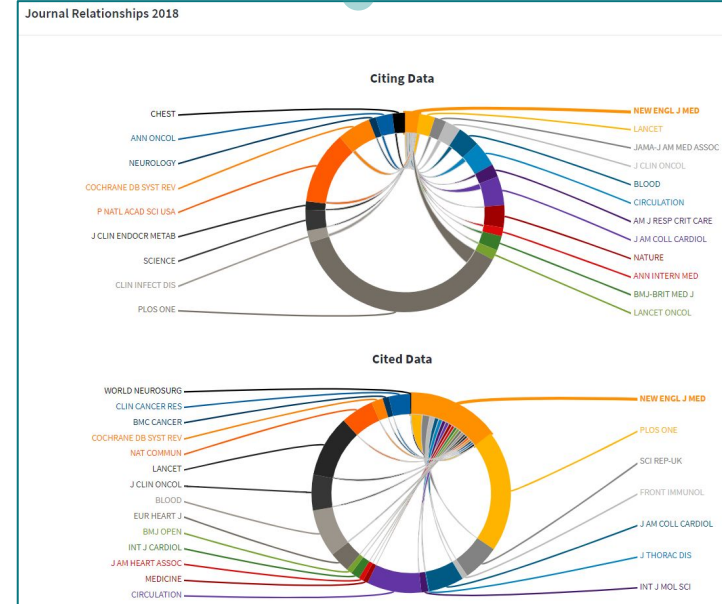 Journal Relationships 2018
Citing Data
CHEST
ANN ONCOL
NEUROLOGY
COCHRANE DB SYST REV
P NATL ACAD SCI USA
J CLIN ENDOCR METAB
SCIENCE
CLIN INFECT DIS
PLOS ONE
NEW ENGL J MED
LANCET
JAMA-J AM MED ASSOC
J CLIN ONCOL
BLOOD
CIRCULATION
AM J RESP CRIT CARE
J AM COLL CARDIOL
NATURE
ANN INTERN MED
BMJ-BRIT MED J
LANCET ONCOL
Cited Data
WORLD NEUROSURG
CLIN CANCER RES
BMC CANCER
COCHRANE DB SYST REV
NAT COMMUN
LANCET
J CLIN ONCOL
BLOOD
EUR HEART J
BMJ OPEN
INT J CARDIOL
J AM HEART ASSOC
MEDICINE
CIRCULATION
NEW ENGL J MED
PLOS ONE
SCI REP-UK
FRONT IMMUNOL
J AM COLL CARDIOL
J THORAC DIS
INT J MOL SCI